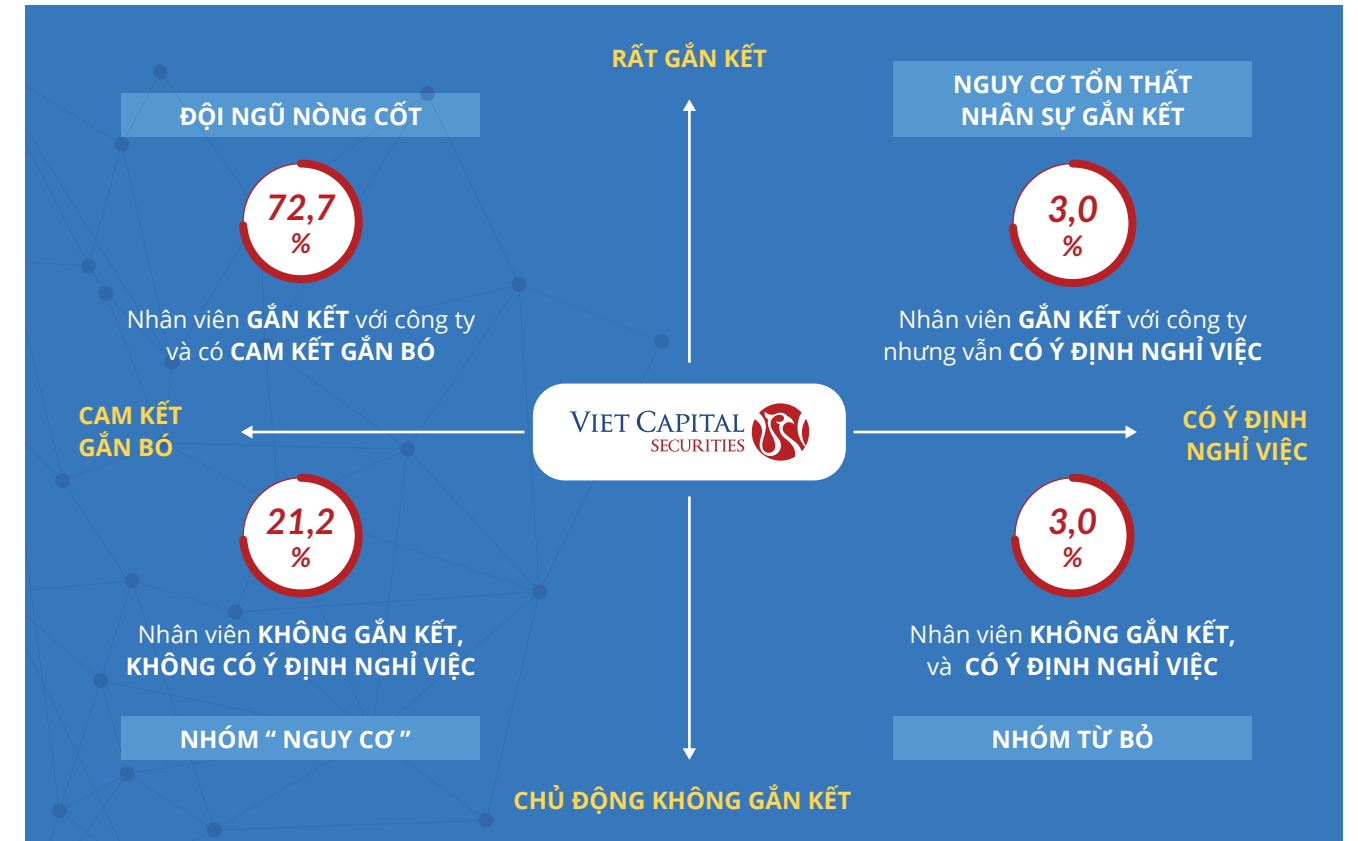 RẤT GẮN KẾT
ĐỘI NGŨ NÒNG CỐT
72,7
%
Nhân viên GẮN KẾT với công ty
và có CAM KẾT GẮN BÓ
NGUY CƠ TỔN THẤT
NHÂN SỰ GẮN KẾT
3,0
%
Nhân viên GẮN KẾT với công ty
nhưng vẫn CÓ Ý ĐỊNH NGHỈ VIỆC
CAM KẾT
GẮN BÓ
VIET CAPITAL
SECURITIES
CÓ Ý ĐỊNH
NGHỈ VIỆC
21,2
%
Nhân viên KHÔNG GẮN KẾT,
KHÔNG CÓ Ý ĐỊNH NGHỈ VIỆC
NHÓM “ NGUY CƠ ”
3,0
%
Nhân viên KHÔNG GẮN KẾT,
và CÓ Ý ĐỊNH NGHỈ VIỆC
NHÓM TỪ BỎ
CHỦ ĐỘNG KHÔNG GẮN KẾT